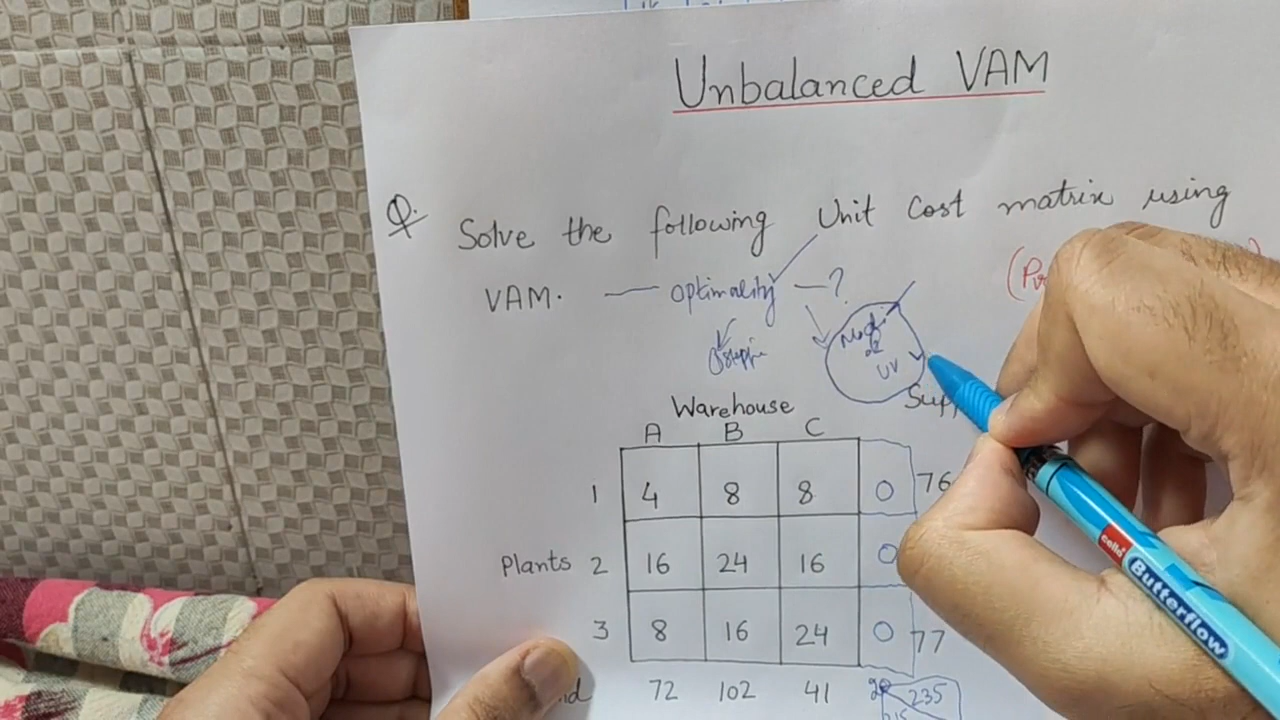 Unbalanced VAM
Q. Solve the following Unit Cost matrix using
VAM. — optimality — ?
UV
Warehouse
A B C
1 4 8 8 0 76
Plants 2 16 24 16 0
3 8 16 24 0 77
72 102 41 20 235
cello Butterflow